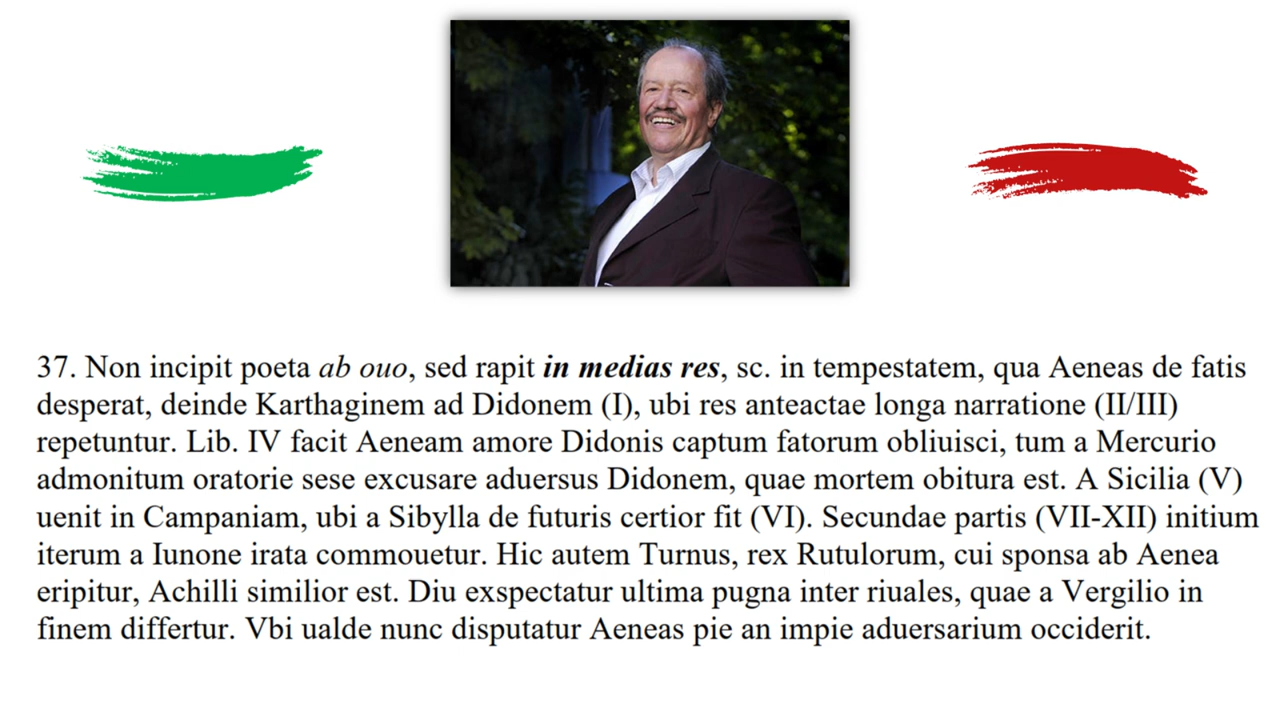 37. Non incipit poeta ab ouo, sed rapit in medias res, sc. in tempestatem, qua Aeneas de fatis
desperat, deinde Karthaginem ad Didonem (I), ubi res anteactae longa narratione (II/III)
repetuntur. Lib. IV facit Aeneam amore Didonis captum fatorum obliuisci, tum a Mercurio
admonitum oratorie sese excusare aduersus Didonem, quae mortem obitura est. A Sicilia (V)
uenit in Campaniam, ubi a Sibylla de futuris certior fit (VI). Secundae partis (VII-XII) initium
iterum a Iunone irata commouetur. Hic autem Turnus, rex Rutulorum, cui sponsa ab Aenea
eripitur, Achilli similior est. Diu exspectatur ultima pugna inter riuales, quae a Vergilio in
finem differtur. Vbi ualde nunc disputatur Aeneas pie an impie aduersarium occiderit.